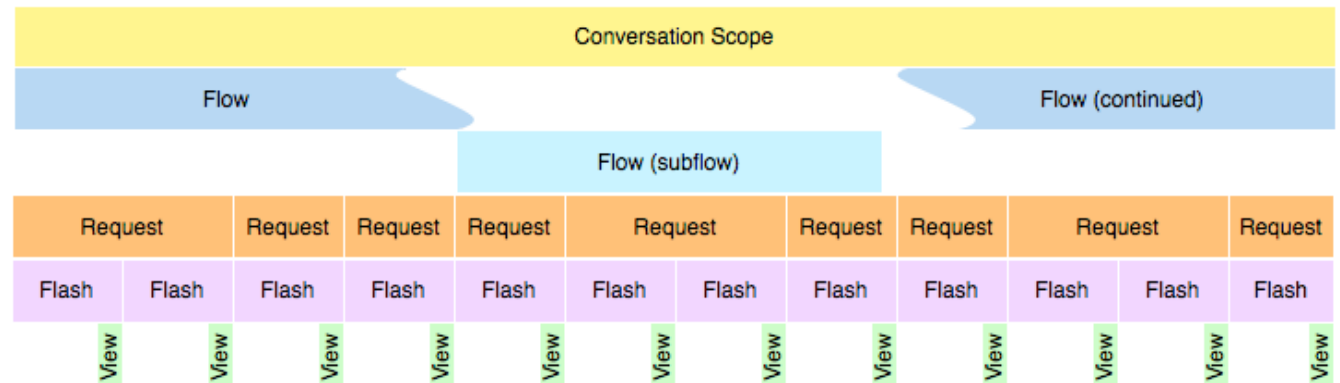 Conversation Scope
Flow Flow (continued)
Flow (subflow)
Request Request Request Request Request Request Request Request Request
Flash Flash Flash Flash Flash Flash Flash Flash Flash Flash Flash Flash
View View View View View View View View View View View View